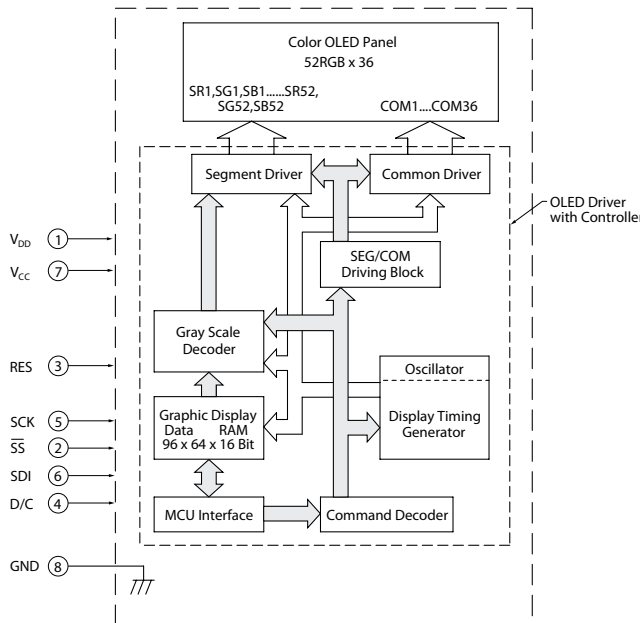 Color OLED Panel
52RGB x 36
SR1,SG1,SB1......SR52,
SG52,SB52
COM1....COM36
Segment Driver
Common Driver
OLED Driver
with Controller
V_DD 1
V_CC 7
SEG/COM
Driving Block
Gray Scale
Decoder
RES 3
Oscillator
Display Timing
Generator
SCK 5
Graphic Display
Data RAM
96 x 64 x 16 Bit
S̅S̅ 2
SDI 6
D/C 4
MCU Interface
Command Decoder
GND 8